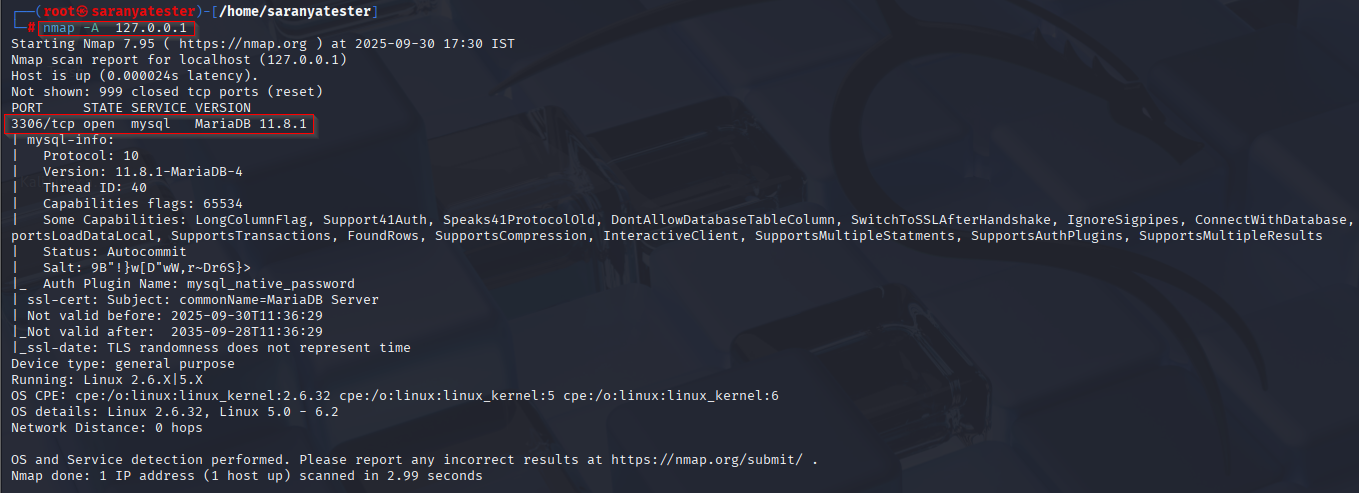 ┌──(root㉿saranyatester)-[/home/saranyatester]
└─# nmap -A  127.0.0.1
Starting Nmap 7.95 ( https://nmap.org ) at 2025-09-30 17:30 IST
Nmap scan report for localhost (127.0.0.1)
Host is up (0.000024s latency).
Not shown: 999 closed tcp ports (reset)
PORT     STATE SERVICE VERSION
3306/tcp open  mysql   MariaDB 11.8.1
| mysql-info:
|   Protocol: 10
|   Version: 11.8.1-MariaDB-4
|   Thread ID: 40
|   Capabilities flags: 65534
|   Some Capabilities: LongColumnFlag, Support41Auth, Speaks41ProtocolOld, DontAllowDatabaseTableColumn, SwitchToSSLAfterHandshake, IgnoreSigpipes, ConnectWithDatabase,
portsLoadDataLocal, SupportsTransactions, FoundRows, SupportsCompression, InteractiveClient, SupportsMultipleStatments, SupportsAuthPlugins, SupportsMultipleResults
|   Status: Autocommit
|   Salt: 9B"!}w[D"wW,r~Dr6S}>
|_  Auth Plugin Name: mysql_native_password
| ssl-cert: Subject: commonName=MariaDB Server
| Not valid before: 2025-09-30T11:36:29
|_Not valid after:  2035-09-28T11:36:29
|_ssl-date: TLS randomness does not represent time
Device type: general purpose
Running: Linux 2.6.X|5.X
OS CPE: cpe:/o:linux:linux_kernel:2.6.32 cpe:/o:linux:linux_kernel:5 cpe:/o:linux:linux_kernel:6
OS details: Linux 2.6.32, Linux 5.0 - 6.2
Network Distance: 0 hops
OS and Service detection performed. Please report any incorrect results at https://nmap.org/submit/ .
Nmap done: 1 IP address (1 host up) scanned in 2.99 seconds